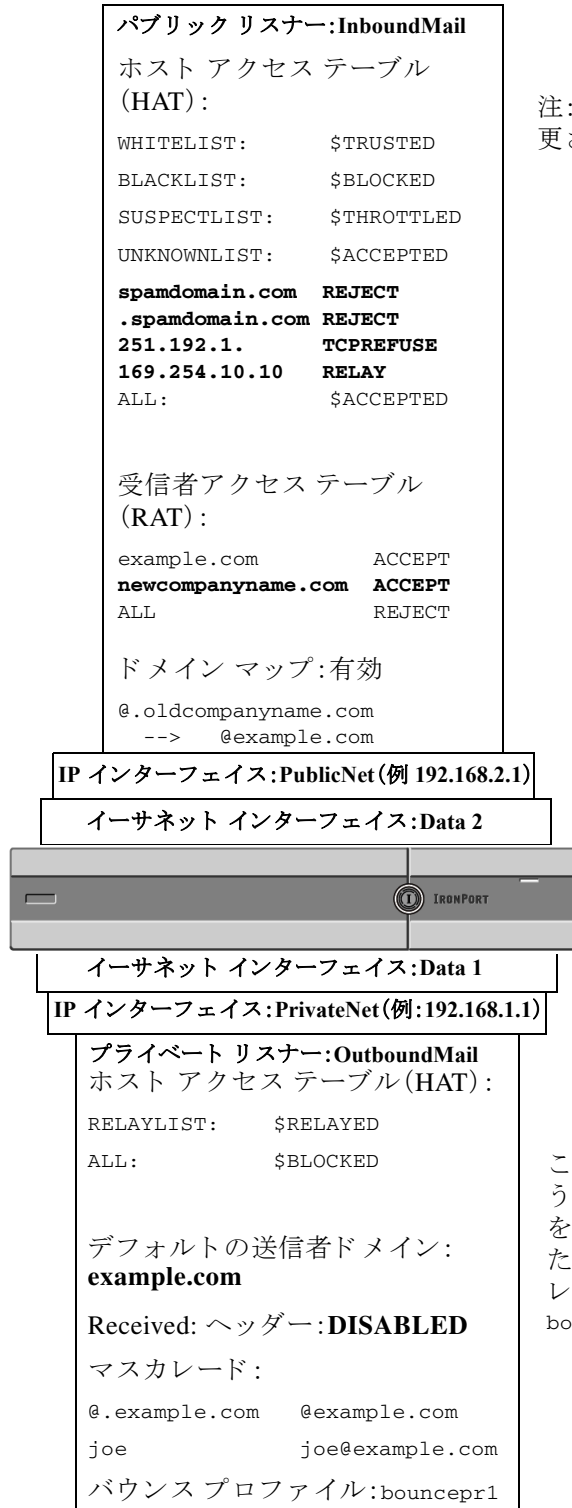 パブリック リスナー:InboundMail
ホスト アクセス テーブル
(HAT):
注:
更さ
WHITELIST: $TRUSTED
BLACKLIST: $BLOCKED
SUSPECTLIST: $THROTTLED
UNKNOWNLIST: $ACCEPTED
spamdomain.com REJECT
.spamdomain.com REJECT
251.192.1. TCPREFUSE
169.254.10.10 RELAY
ALL: $ACCEPTED
受信者アクセス テーブル
(RAT):
example.com ACCEPT
newcompanyname.com ACCEPT
ALL REJECT
ドメイン マップ:有効
@.oldcompanyname.com
--> @example.com
IP インターフェイス:PublicNet(例 192.168.2.1)
イーサネット インターフェイス:Data 2
IRONPORT
イーサネット インターフェイス:Data 1
IP インターフェイス:PrivateNet(例:192.168.1.1)
プライベート リスナー:OutboundMail
ホスト アクセス テーブル(HAT):
RELAYLIST: $RELAYED
ALL: $BLOCKED
デフォルトの送信者ドメイン:
example.com
Received: ヘッダー:DISABLED
マスカレード:
@.example.com @example.com
joe joe@example.com
バウンス プロファイル:bouncepr1
こ
う
を
た
レ
bo